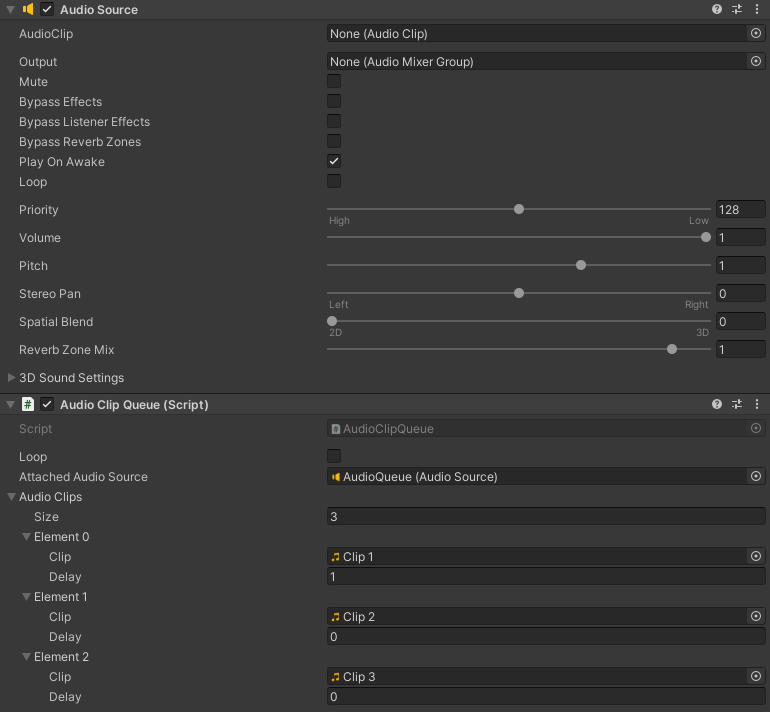 Audio Source
AudioClip None (Audio Clip)
Output None (Audio Mixer Group)
Mute
Bypass Effects
Bypass Listener Effects
Bypass Reverb Zones
Play On Awake
Loop
Priority 128
High Low
Volume 1
Pitch 1
Stereo Pan 0
Left Right
Spatial Blend 0
2D 3D
Reverb Zone Mix 1
3D Sound Settings
# Audio Clip Queue (Script)
Script # AudioClipQueue
Loop
Attached Audio Source AudioQueue (Audio Source)
Audio Clips
Size 3
Element 0
Clip Clip 1
Delay 1
Element 1
Clip Clip 2
Delay 0
Element 2
Clip Clip 3
Delay 0